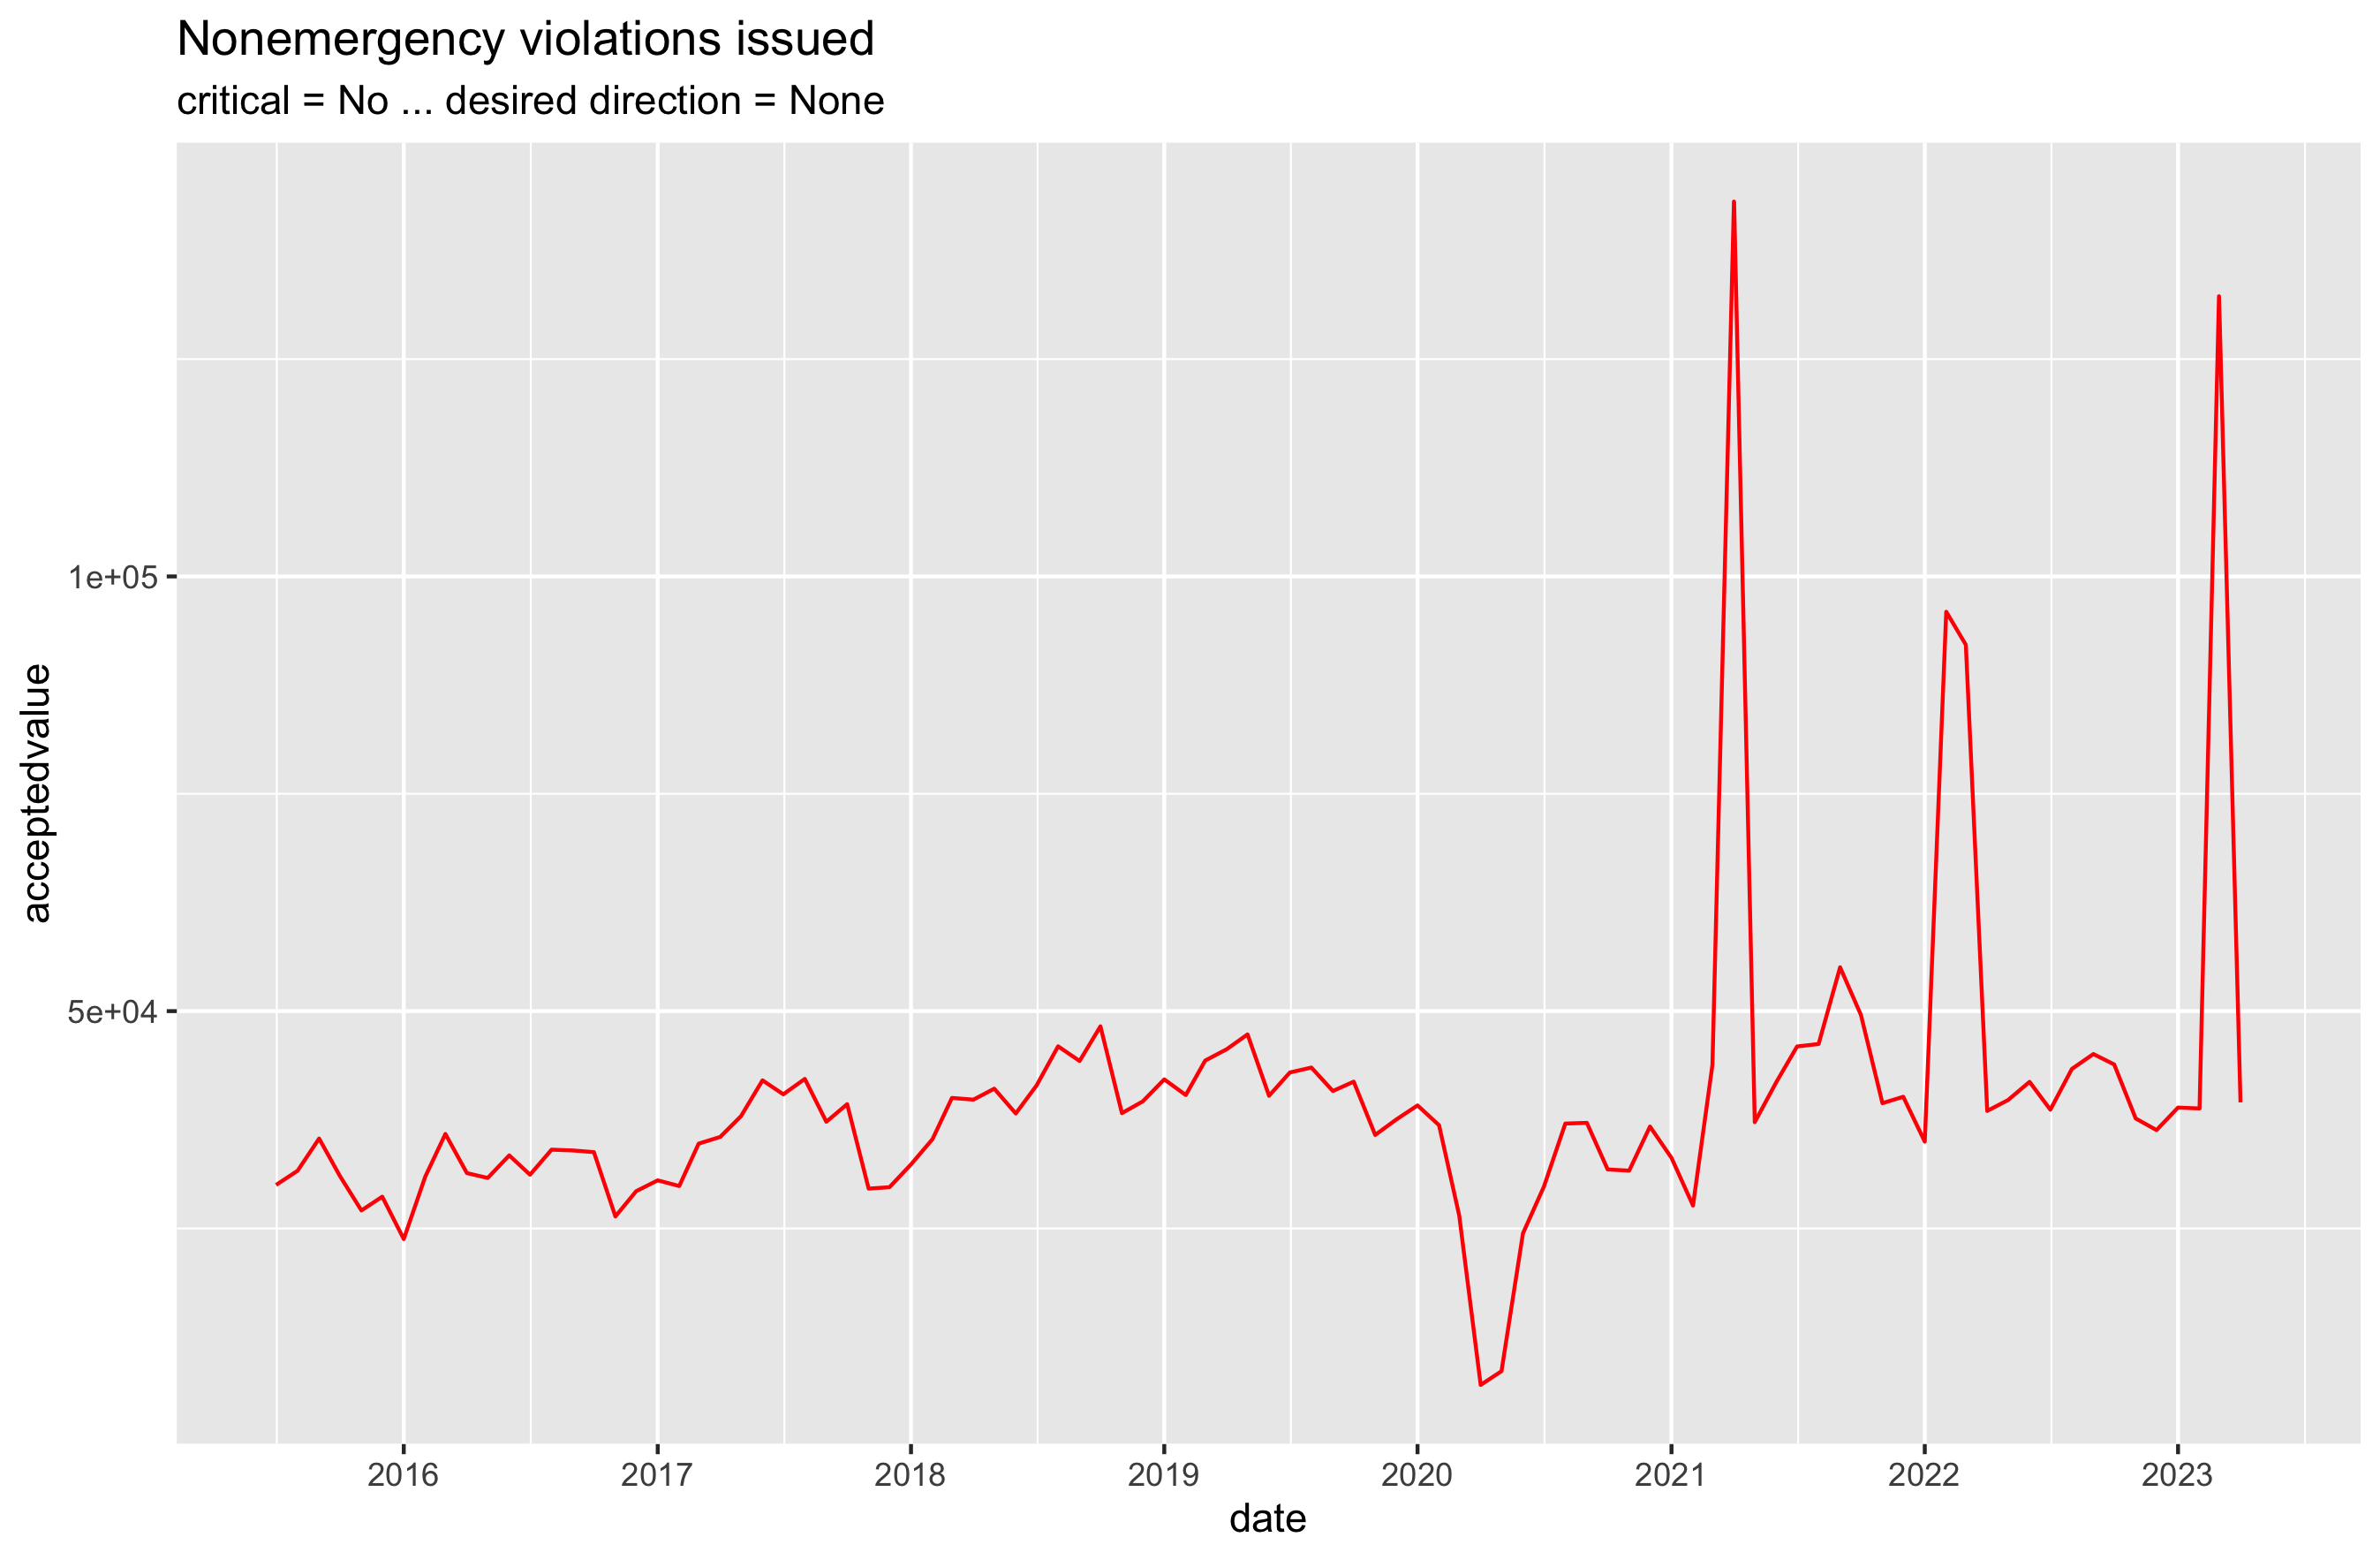 Nonemergency violations issued
critical = No ... desired direction = None
acceptedvalue
1e+05
5e+04
2016 2017 2018 2019 2020 2021 2022 2023
date